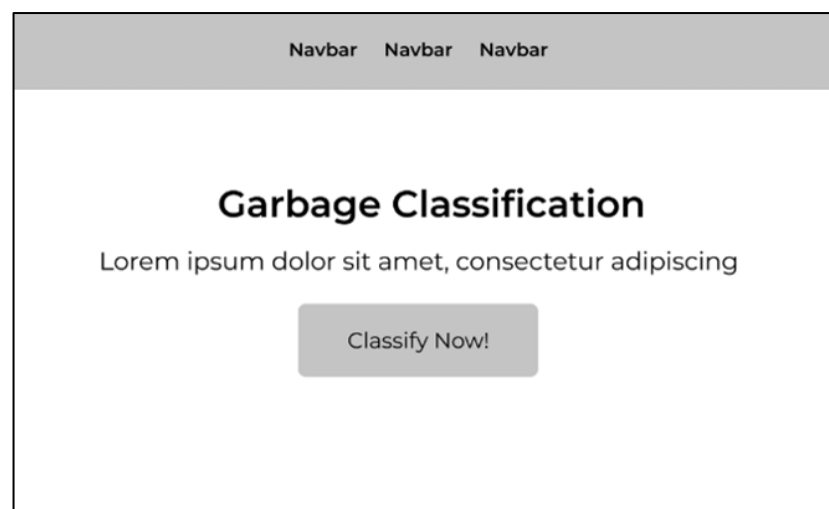 Navbar Navbar Navbar
Garbage Classification
Lorem ipsum dolor sit amet, consectetur adipiscing
Classify Now!